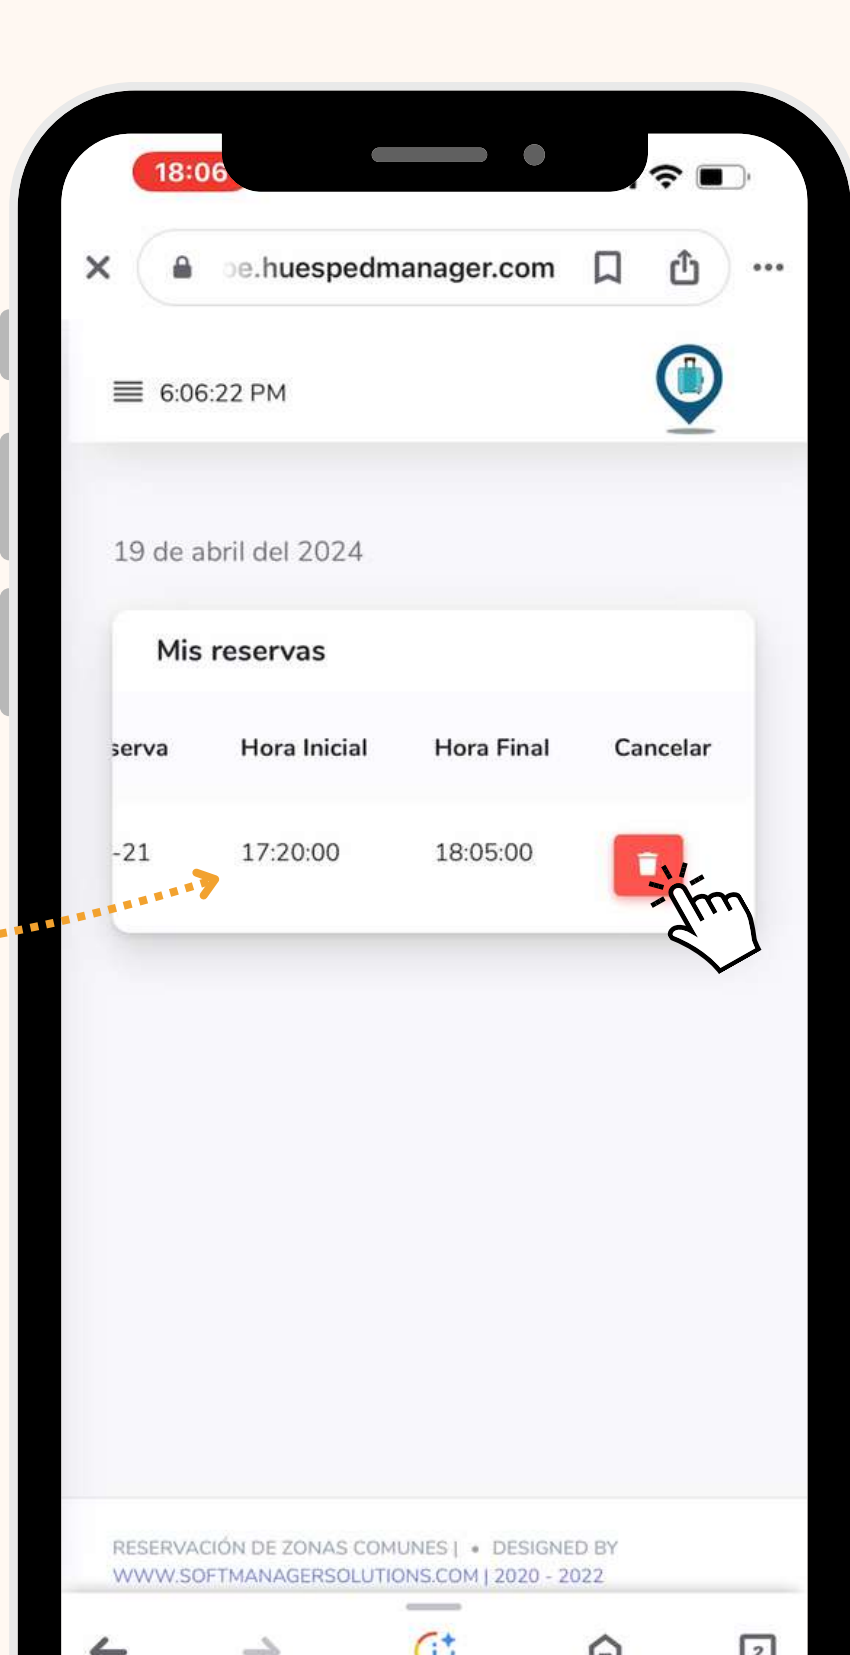 18:06
be.huespedmanager.com
6:06:22 PM
19 de abril del 2024
Mis reservas
serva Hora Inicial Hora Final Cancelar
-21 17:20:00 18:05:00
RESERVACIÓN DE ZONAS COMUNES | • DESIGNED BY
WWW.SOFTMANAGERSOLUTIONS.COM | 2020 - 2022
2